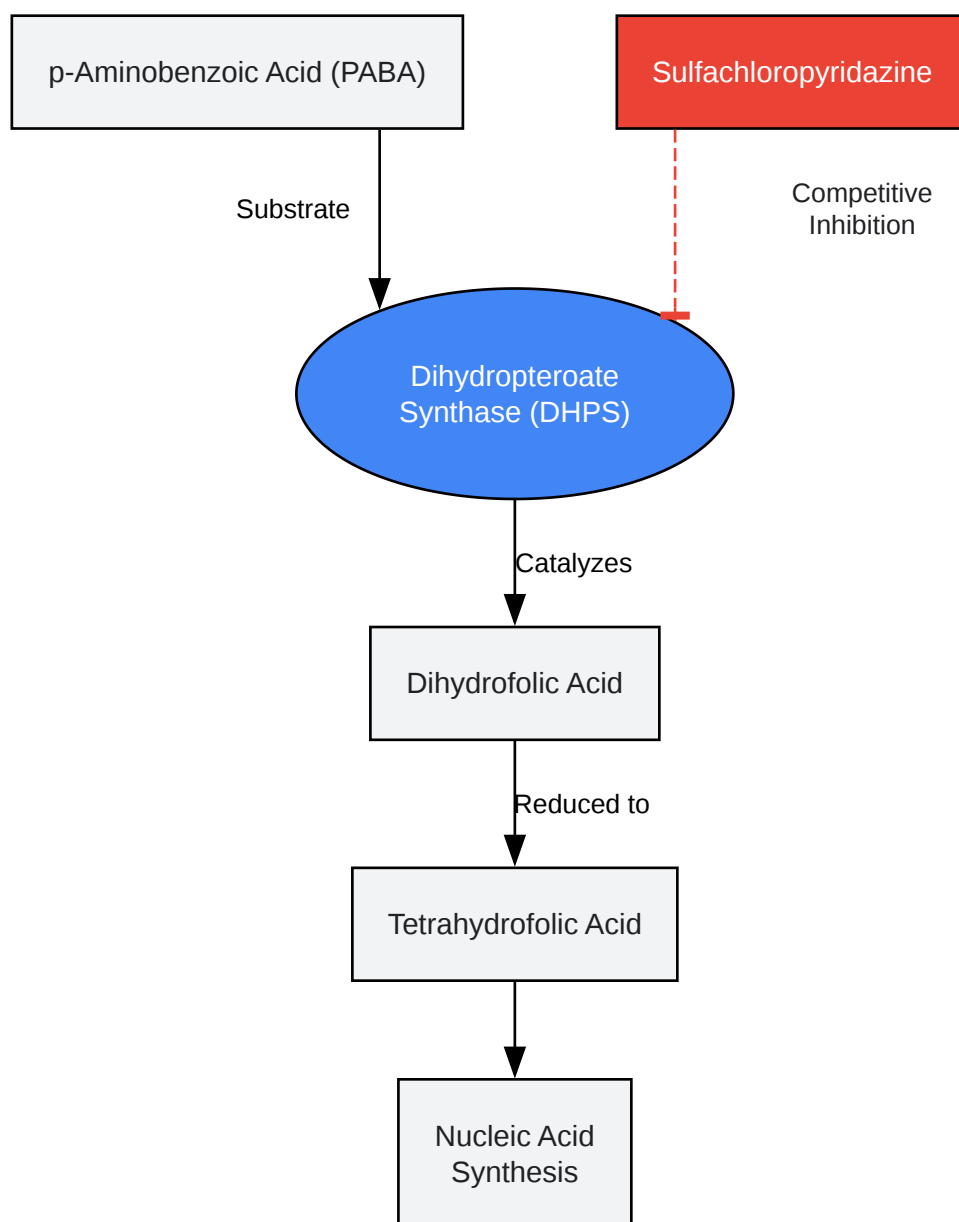 p-Aminobenzoic Acid (PABA)
Sulfachloropyridazine
Substrate
Competitive
Inhibition
Dihydropteroate
Synthase (DHPS)
Catalyzes
Dihydrofolic Acid
Reduced to
Tetrahydrofolic Acid
Nucleic Acid
Synthesis